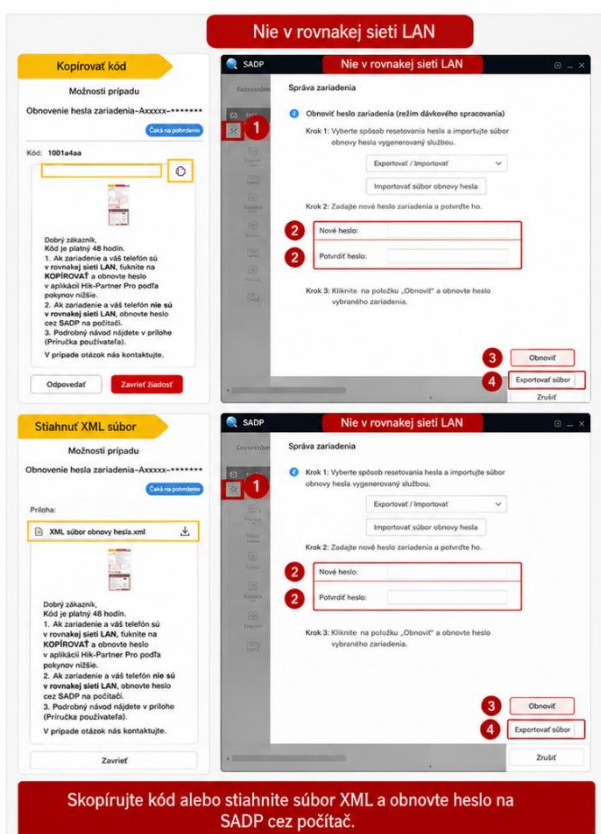 Nie v rovnakej sieti LAN
Kopírovať kód
Možnosti prípadu
Obnovenie hesla zariadenia-Axxxxx-*******
Čaká na potvrdenie
Kód: 1001a4aa
Dobrý zákazník,
Kód je platný 48 hodín.
1. Ak zariadenie a váš telefón sú
v rovnakej sieti LAN, ťuknite na
KOPÍROVAŤ a obnovte heslo
v aplikácii Hik-Partner Pro podľa
pokynov nižšie.
2. Ak zariadenie a váš telefón nie sú
v rovnakej sieti LAN, obnovte heslo
cez SADP na počítači.
3. Podrobný návod nájdete v prílohe
(Príručka používateľa).
V prípade otázok nás kontaktujte.
Odpovedať
Zavrieť žiadosť
SADP
Nie v rovnakej sieti LAN
Správa zariadenia
1
Obnoviť heslo zariadenia (režim dávkového spracovania)
Krok 1: Vyberte spôsob resetovania hesla a importujte súbor
obnovy hesla vygenerovaný službou.
Exportovať / Importovať
Importovať súbor obnovy hesla
Krok 2: Zadajte nové heslo zariadenia a potvrďte ho.
2 Nové heslo:
2 Potvrdiť heslo:
Krok 3: Kliknite na položku „Obnoviť" a obnovte heslo
vybraného zariadenia.
3 Obnoviť
4 Exportovať súbor
Zrušiť
Stiahnuť XML súbor
Možnosti prípadu
Obnovenie hesla zariadenia-Axxxxx-*******
Čaká na potvrdenie
Príloha:
XML súbor obnovy hesla.xml
Dobrý zákazník,
Kód je platný 48 hodín.
1. Ak zariadenie a váš telefón sú
v rovnakej sieti LAN, ťuknite na
KOPÍROVAŤ a obnovte heslo
v aplikácii Hik-Partner Pro podľa
pokynov nižšie.
2. Ak zariadenie a váš telefón nie sú
v rovnakej sieti LAN, obnovte heslo
cez SADP na počítači.
3. Podrobný návod nájdete v prílohe
(Príručka používateľa).
V prípade otázok nás kontaktujte.
Zavrieť
SADP
Nie v rovnakej sieti LAN
Správa zariadenia
1
Krok 1: Vyberte spôsob resetovania hesla a importujte súbor
obnovy hesla vygenerovaný službou.
Exportovať / Importovať
Importovať súbor obnovy hesla
Krok 2: Zadajte nové heslo zariadenia a potvrďte ho.
2 Nové heslo:
2 Potvrdiť heslo:
Krok 3: Kliknite na položku „Obnoviť" a obnovte heslo
vybraného zariadenia.
3 Obnoviť
4 Exportovať súbor
Zrušiť
Skopírujte kód alebo stiahnite súbor XML a obnovte heslo na
SADP cez počítač.